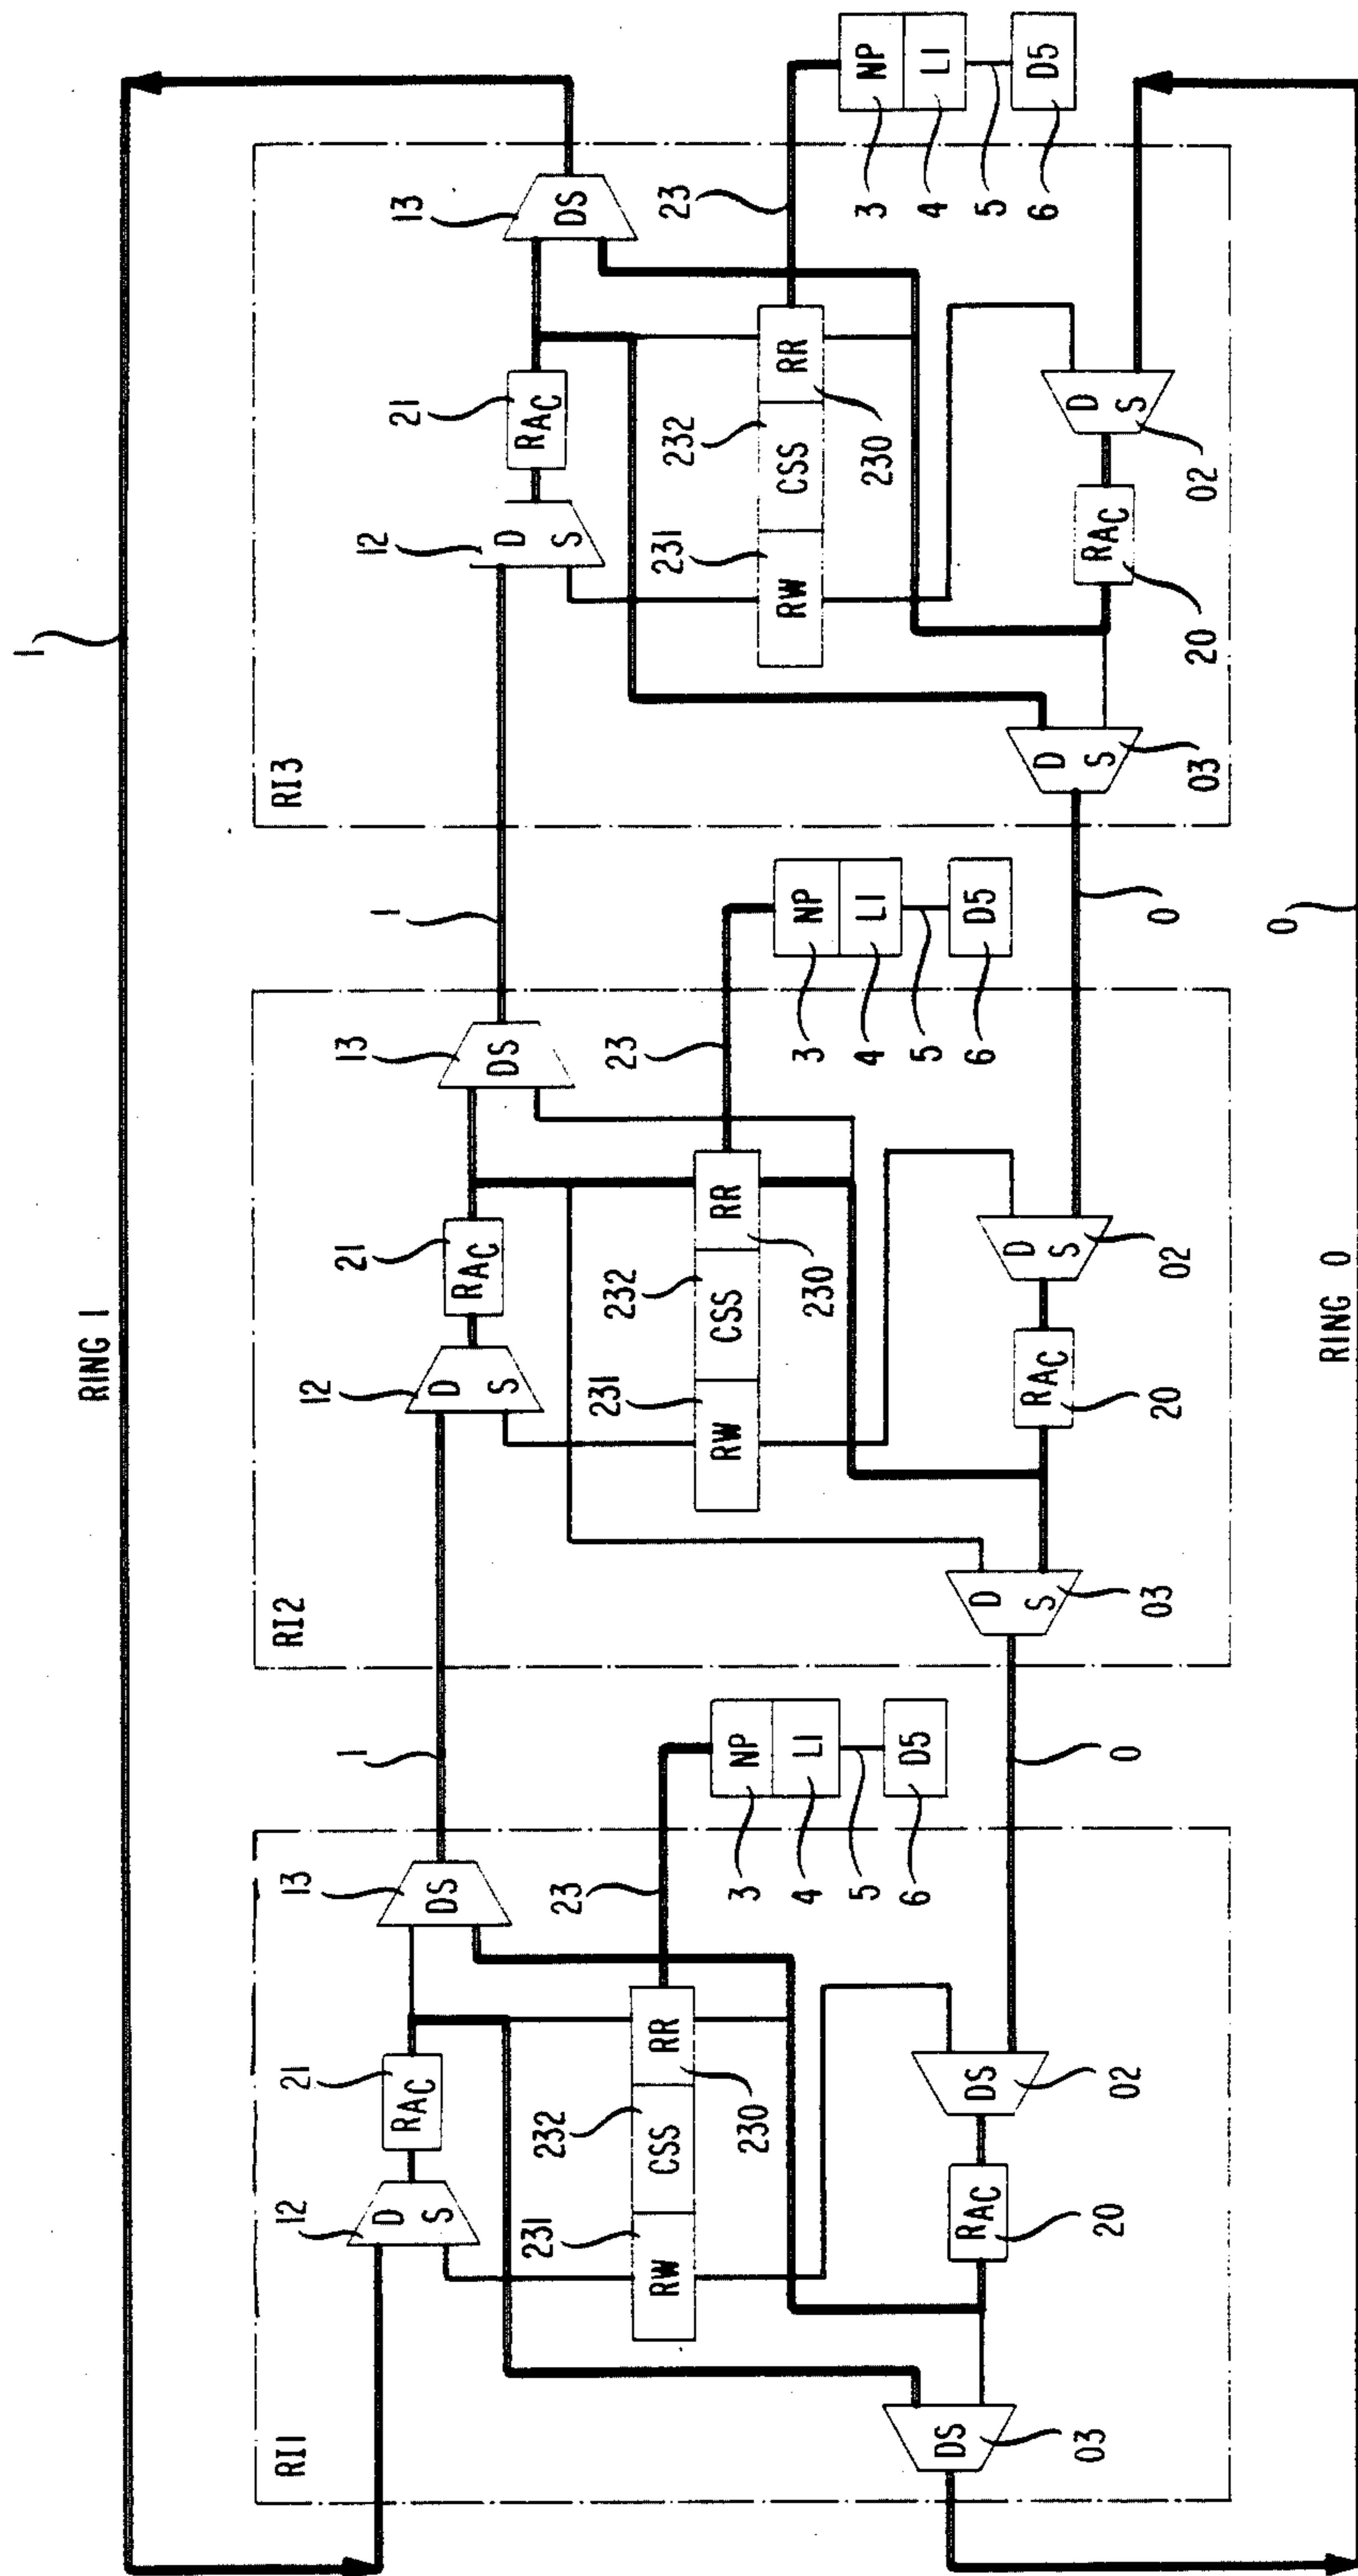 RING 1
1
RI1
12
D S
21
RAC
13
DS
1
231
RW
232
CSS
RR
230
23
NP
LI
3
4
5
6
D5
DS
03
RAC
20
DS
02
0
RI2
12
D S
21
RAC
13
DS
1
231
RW
232
CSS
RR
230
23
NP
LI
3
4
5
6
D5
D S
03
RAC
20
D S
02
0
RI3
12
D S
21
RAC
13
DS
231
RW
232
CSS
RR
230
23
NP
LI
3
4
5
6
D5
D S
03
RAC
20
D S
02
RING 0
0